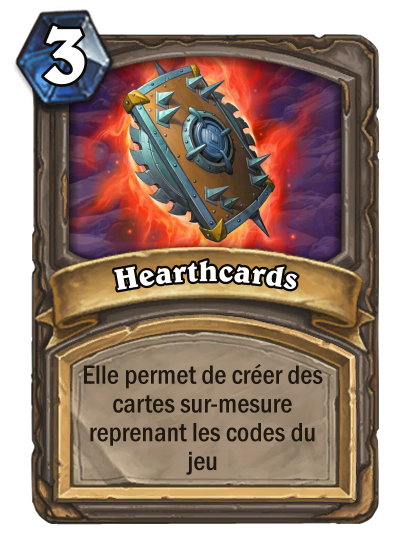 3
Hearthcards
Elle permet de créer des
cartes sur-mesure
reprenant les codes du
jeu